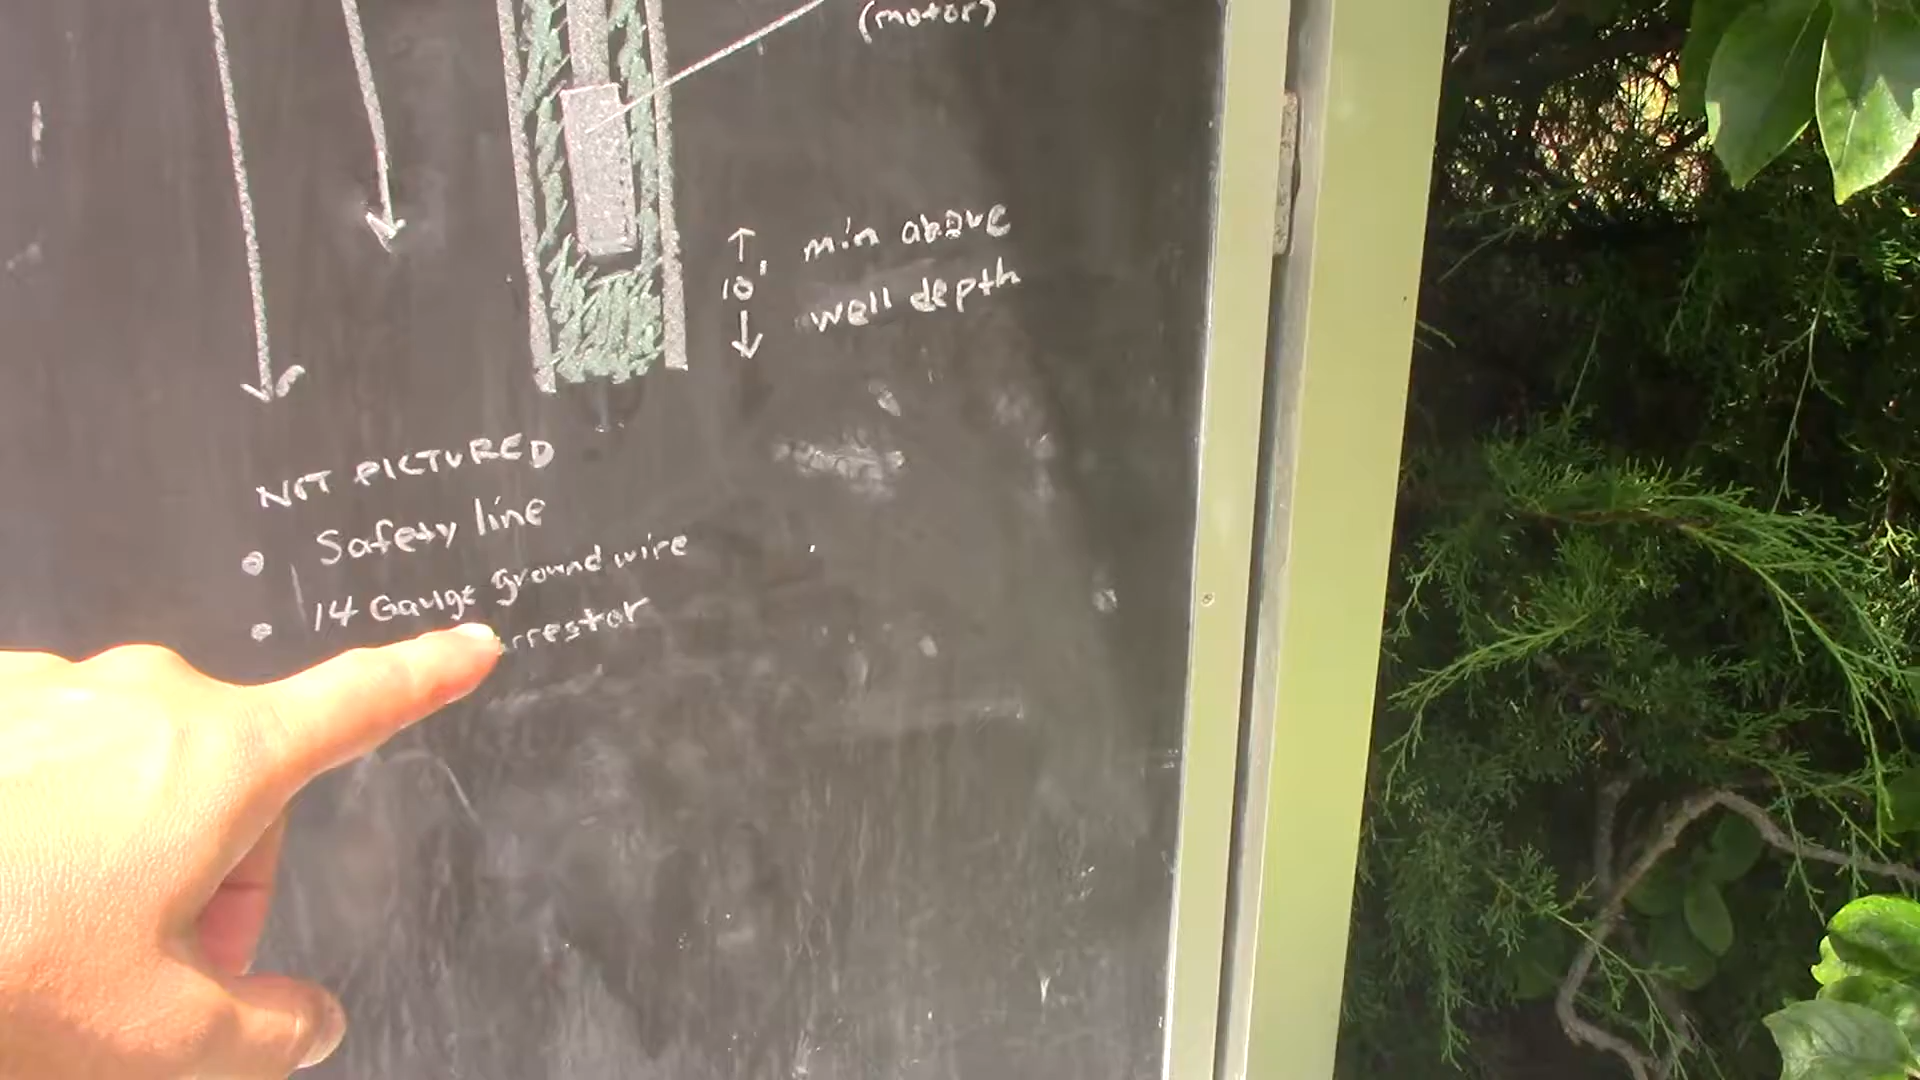 (motor)
↑ min above
10'
↓ well depth
NOT PICTURED
• Safety line
• 14 Gauge ground wire
arrestor